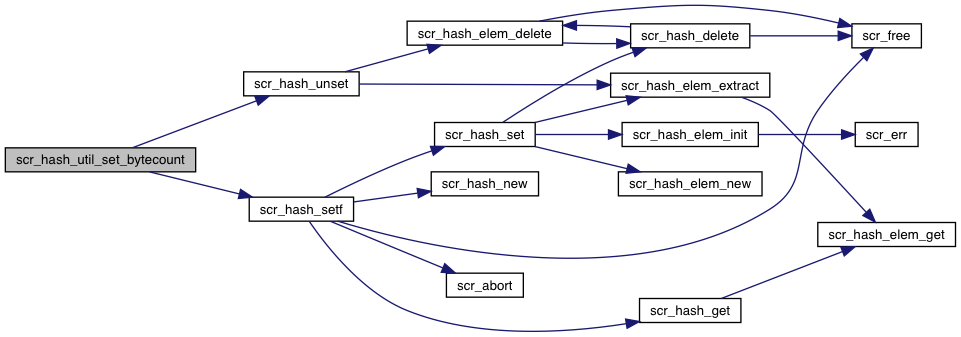 scr_hash_util_set_bytecount
scr_hash_unset
scr_hash_setf
scr_hash_elem_delete
scr_hash_set
scr_hash_new
scr_abort
scr_hash_delete
scr_hash_elem_extract
scr_hash_elem_init
scr_hash_elem_new
scr_hash_get
scr_free
scr_err
scr_hash_elem_get